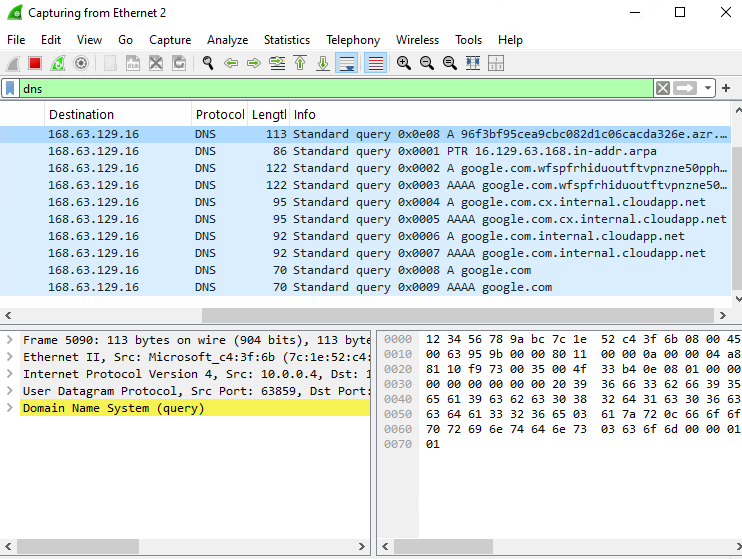 Capturing from Ethernet 2
File Edit View Go Capture Analyze Statistics Telephony Wireless Tools Help
dns
Destination Protocol Lengtl Info
168.63.129.16 DNS 113 Standard query 0x0e08 A 96f3bf95cea9cbc082d1c06cacda326e.azr....
168.63.129.16 DNS 86 Standard query 0x0001 PTR 16.129.63.168.in-addr.arpa
168.63.129.16 DNS 122 Standard query 0x0002 A google.com.wfspfrhiduoutftvpnzne50pph...
168.63.129.16 DNS 122 Standard query 0x0003 AAAA google.com.wfspfrhiduoutftvpnzne50...
168.63.129.16 DNS 95 Standard query 0x0004 A google.com.cx.internal.cloudapp.net
168.63.129.16 DNS 95 Standard query 0x0005 AAAA google.com.cx.internal.cloudapp.net
168.63.129.16 DNS 92 Standard query 0x0006 A google.com.internal.cloudapp.net
168.63.129.16 DNS 92 Standard query 0x0007 AAAA google.com.internal.cloudapp.net
168.63.129.16 DNS 70 Standard query 0x0008 A google.com
168.63.129.16 DNS 70 Standard query 0x0009 AAAA google.com
Frame 5090: 113 bytes on wire (904 bits), 113 byte
Ethernet II, Src: Microsoft_c4:3f:6b (7c:1e:52:c4:
Internet Protocol Version 4, Src: 10.0.0.4, Dst: 1
User Datagram Protocol, Src Port: 63859, Dst Port:
Domain Name System (query)
0000 12 34 56 78 9a bc 7c 1e 52 c4 3f 6b 08 00 45
0010 00 63 95 9b 00 00 80 11 00 00 0a 00 00 04 a8
0020 81 10 f9 73 00 35 00 4f 33 b4 0e 08 01 00 00
0030 00 00 00 00 00 00 20 39 36 66 33 62 66 39 35
0040 65 61 39 63 62 63 30 38 32 64 31 63 30 36 63
0050 63 64 61 33 32 36 65 03 61 7a 72 0c 66 6f 6f
0060 70 72 69 6e 74 64 6e 73 03 63 6f 6d 00 00 01
0070 01